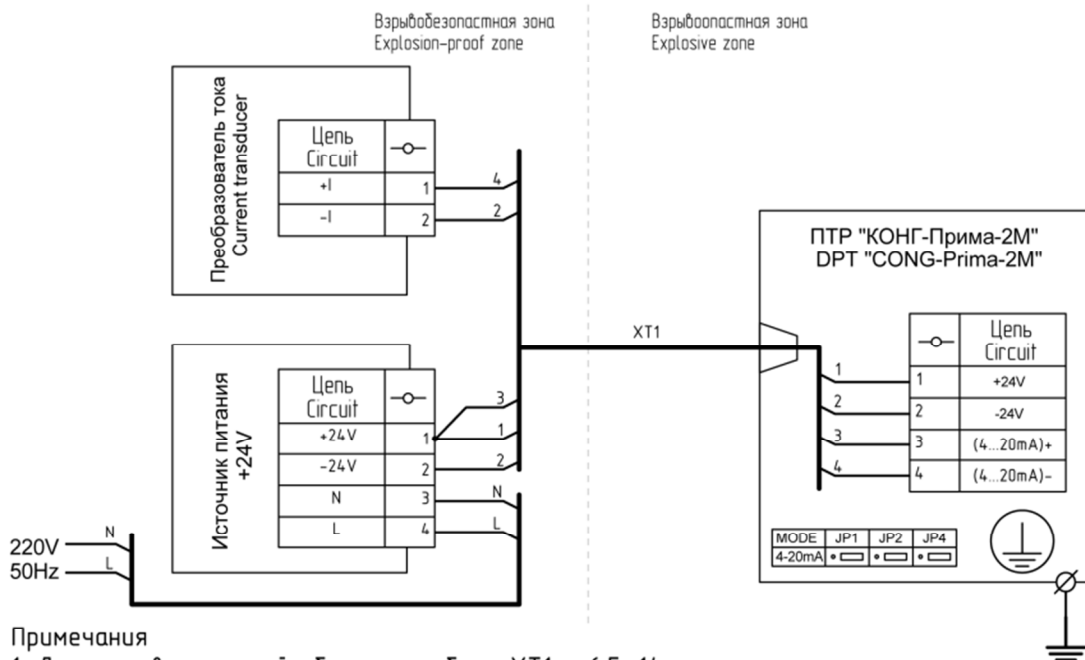 Взрывобезопастная зона
Explosion-proof zone
Взрывоопастная зона
Explosive zone
Преобразователь тока
Current transducer
Цепь
Circuit
+I
1
4
-I
2
2
ПТР "КОНГ-Прима-2М"
DPT "CONG-Prima-2M"
XT1
Источник питания
+24V
Цепь
Circuit
+24V
1
3
1
-24V
2
2
N
3
N
L
4
L
Цепь
Circuit
1
1
+24V
2
2
-24V
3
3
(4...20mA)+
4
4
(4...20mA)-
MODE JP1 JP2 JP4
4-20mA
220V
N
50Hz
L
Примечания